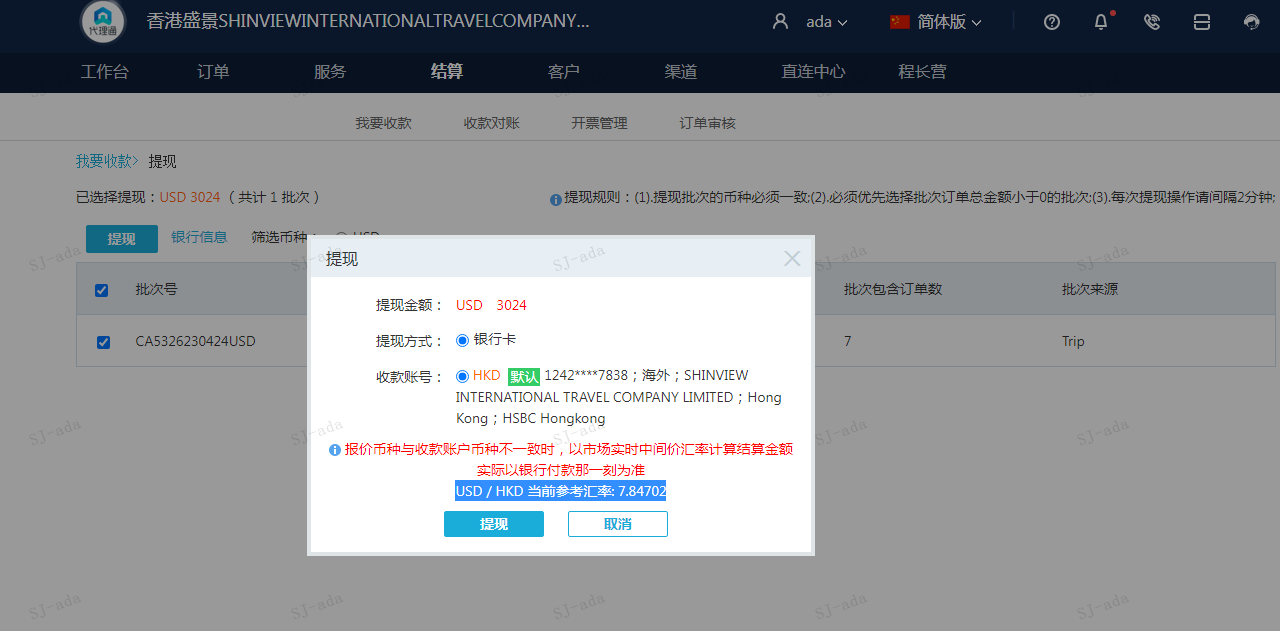 代理通
香港盛景SHINVIEWINTERNATIONALTRAVELCOMPANY...
ada
简体版
工作台 订单 服务 结算 客户 渠道 直连中心 程长营
我要收款 收款对账 开票管理 订单审核
我要收款> 提现
已选择提现：USD 3024 （ 共计 1 批次 ）
提现规则：(1).提现批次的币种必须一致;(2).必须优先选择批次订单总金额小于0的批次;(3).每次提现操作请间隔2分钟;
提现 银行信息 筛选币种： USD
批次号 批次包含订单数 批次来源
CA5326230424USD 7 Trip
提现
提现金额： USD 3024
提现方式： 银行卡
收款账号： HKD 默认 1242****7838；海外；SHINVIEW
INTERNATIONAL TRAVEL COMPANY LIMITED；Hong
Kong；HSBC Hongkong
报价币种与收款账户币种不一致时，以市场实时中间价汇率计算结算金额
实际以银行付款那一刻为准
USD / HKD 当前参考汇率: 7.84702
提现 取消
SJ-ada